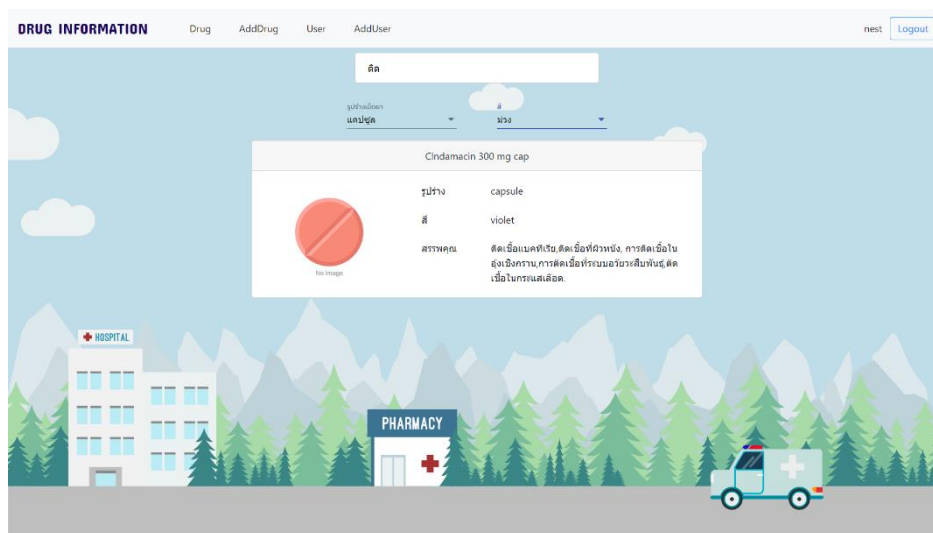 DRUG INFORMATION Drug AddDrug User AddUser nest Logout
ติด
รูปร่างเม็ดยา สี
แคปซูล ม่วง
Clndamacin 300 mg cap
รูปร่าง capsule
สี violet
สรรพคุณ ติดเชื้อแบคทีเรีย,ติดเชื้อที่ผิวหนัง, การติดเชื้อใน
อุ่งเชิงกราน,การติดเชื้อที่ระบบอวัยวะสืบพันธุ์,ติด
เชื้อในกระแสเลือด.
No Image
HOSPITAL
PHARMACY